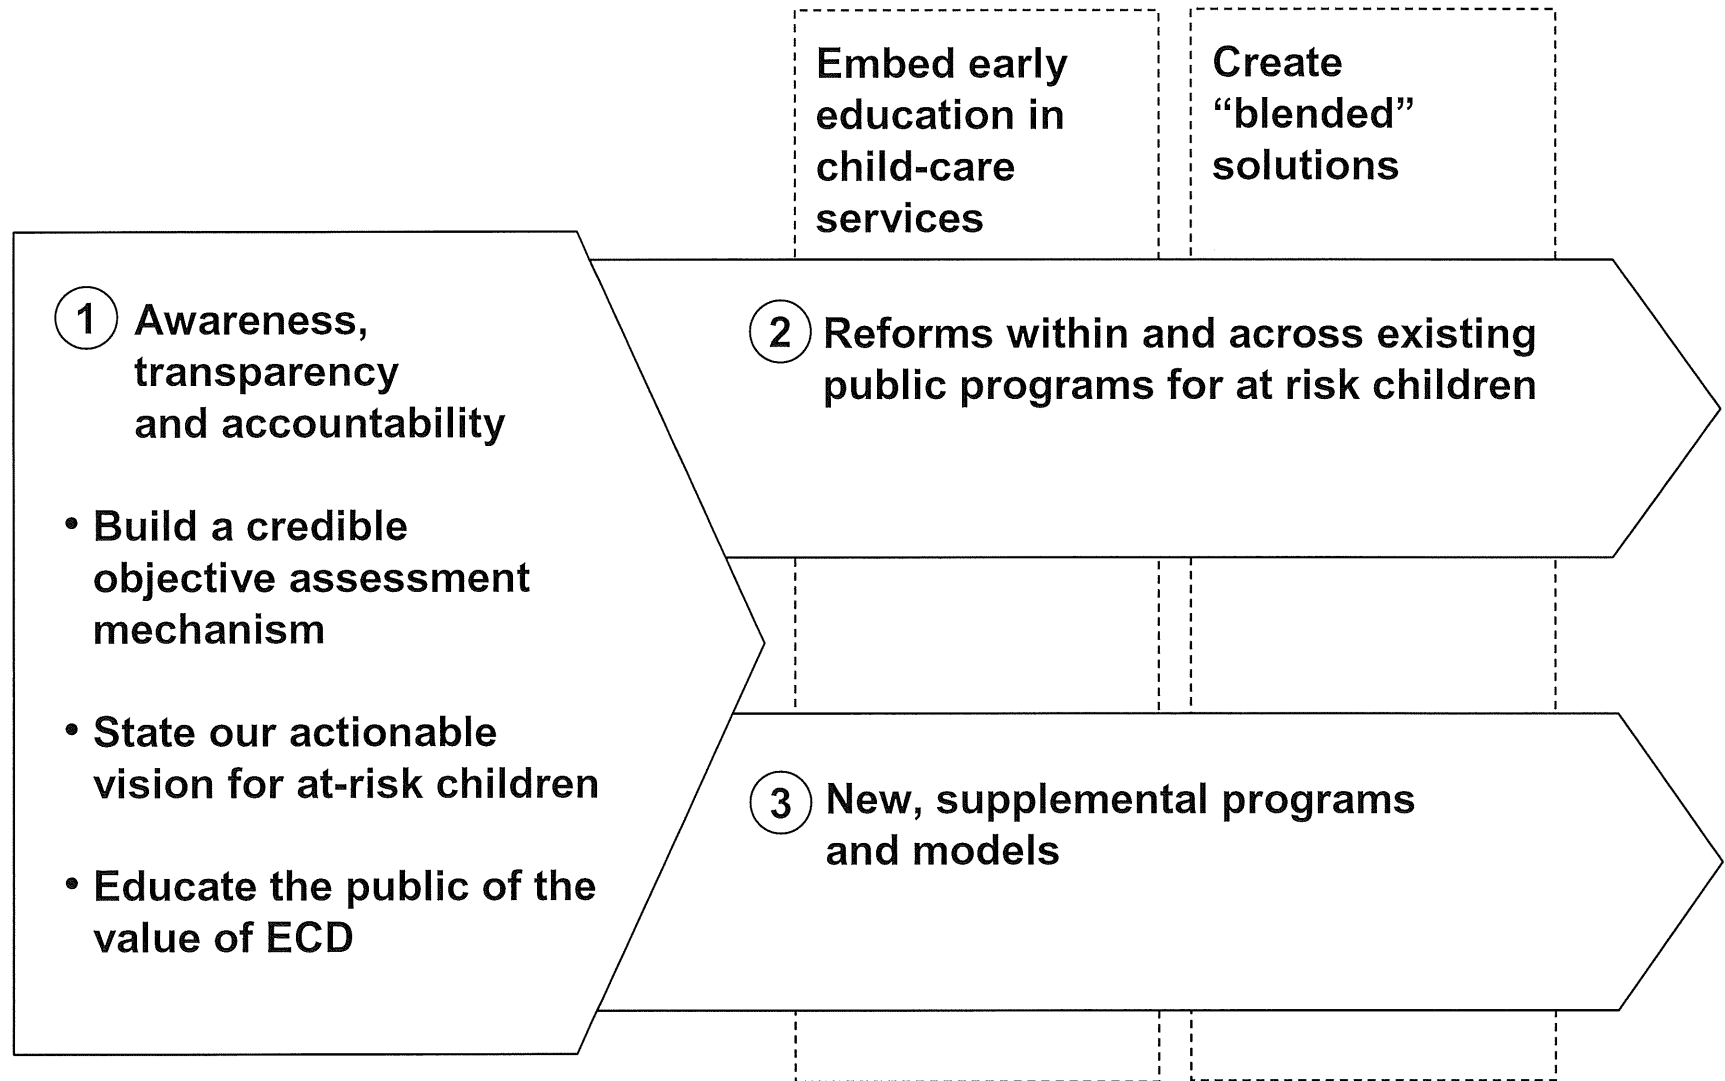 Embed early
education in
child-care
services
Create
“blended”
solutions
1 Awareness,
transparency
and accountability
• Build a credible
objective assessment
mechanism
• State our actionable
vision for at-risk children
• Educate the public of the
value of ECD
2 Reforms within and across existing
public programs for at risk children
3 New, supplemental programs
and models